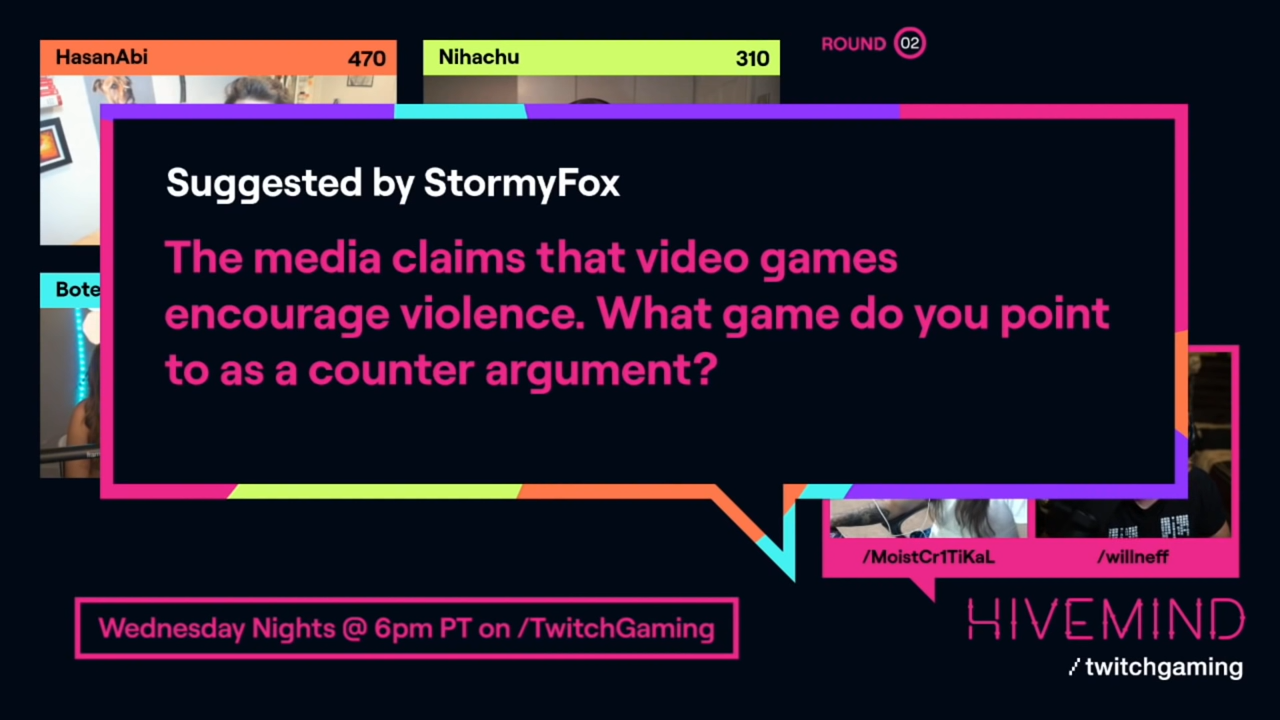 HasanAbi 470
Nihachu 310
ROUND 02
Suggested by StormyFox
The media claims that video games
encourage violence. What game do you point
to as a counter argument?
Bote
/MoistCr1TiKaL
/willneff
Wednesday Nights @ 6pm PT on /TwitchGaming
HIVEMIND
/twitchgaming